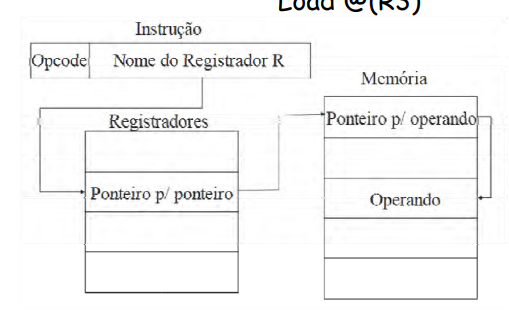 Load @(R3)
Instrução
Opcode Nome do Registrador R
Memória
Registradores
Ponteiro p/ operando
Ponteiro p/ ponteiro
Operando